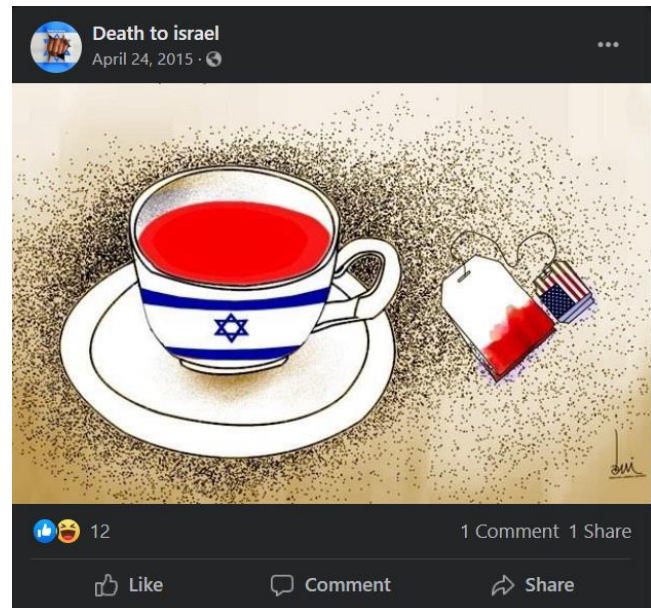 Death to israel
April 24, 2015 ·
12
1 Comment 1 Share
Like
Comment
Share